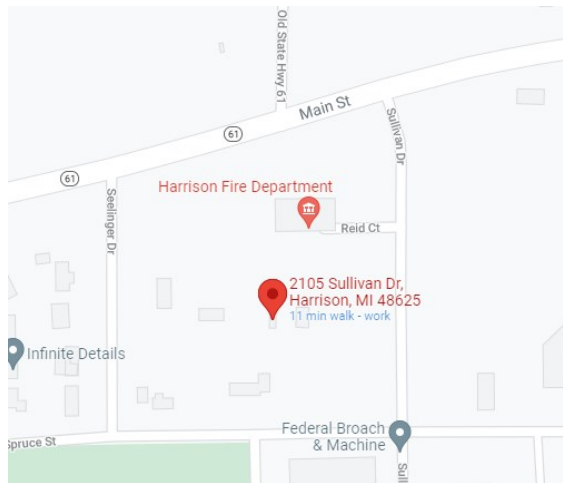 Old State Hwy 61
Main St
61
61
Sullivan Dr
Seelinger Dr
Harrison Fire Department
Reid Ct
2105 Sullivan Dr,
Harrison, MI 48625
11 min walk - work
Infinite Details
Federal Broach
& Machine
Spruce St
Sull